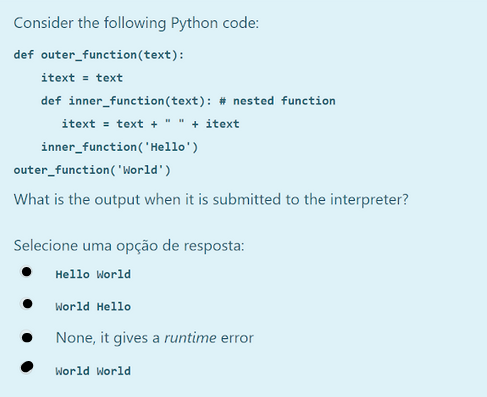 Consider the following Python code:
def outer_function(text):
    itext = text
    def inner_function(text): # nested function
       itext = text + " " + itext
    inner_function('Hello')
outer_function('World')
What is the output when it is submitted to the interpreter?
Selecione uma opção de resposta:
Hello World
World Hello
None, it gives a runtime error
World World